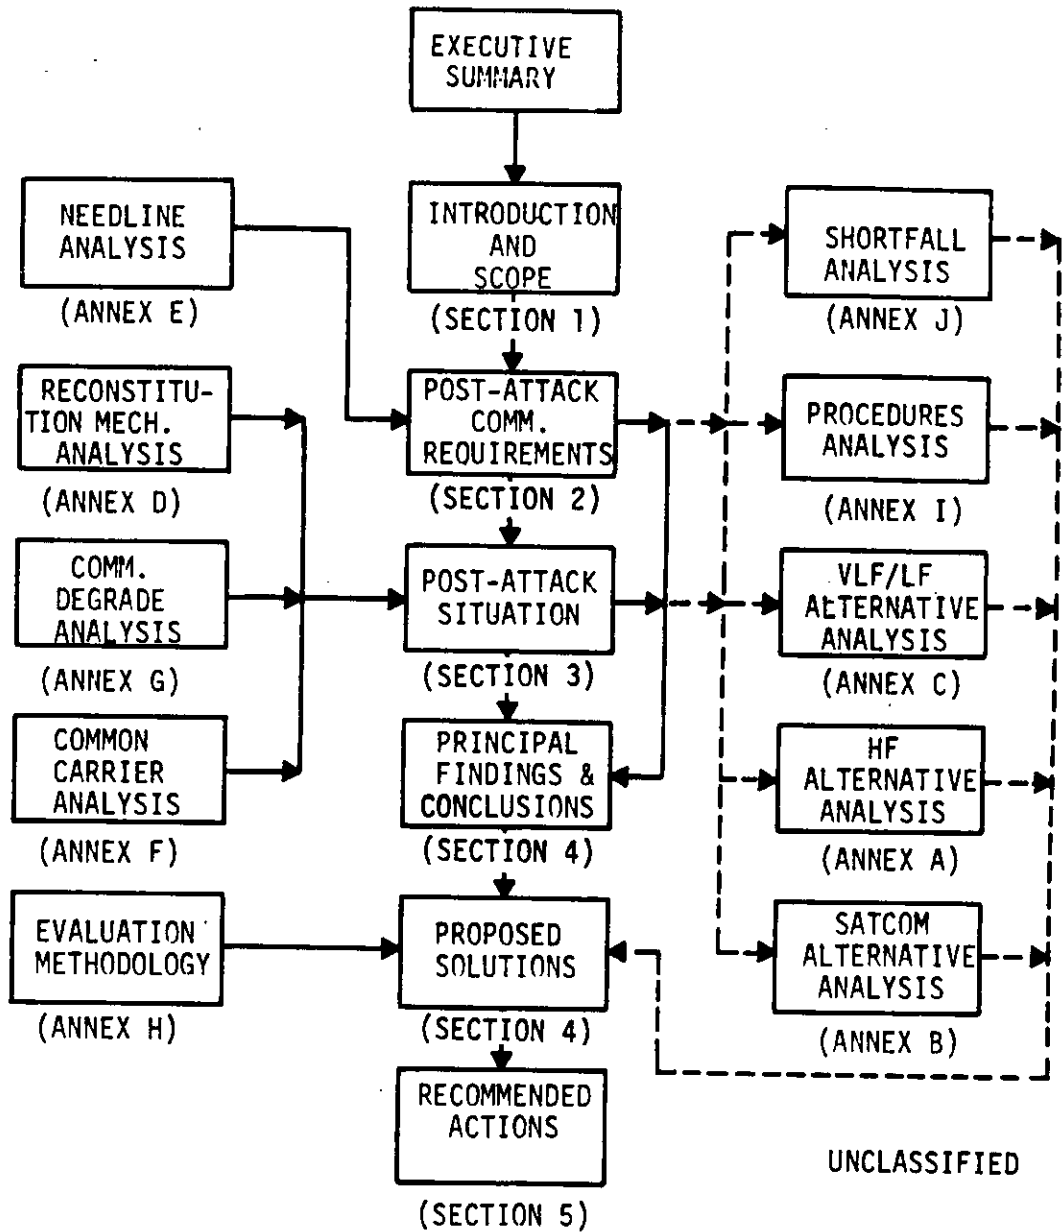 EXECUTIVE
SUMMARY
NEEDLINE
ANALYSIS
(ANNEX E)
INTRODUCTION
AND
SCOPE
(SECTION 1)
SHORTFALL
ANALYSIS
(ANNEX J)
RECONSTITU-
TION MECH.
ANALYSIS
(ANNEX D)
POST-ATTACK
COMM.
REQUIREMENTS
(SECTION 2)
PROCEDURES
ANALYSIS
(ANNEX I)
COMM.
DEGRADE
ANALYSIS
(ANNEX G)
POST-ATTACK
SITUATION
(SECTION 3)
VLF/LF
ALTERNATIVE
ANALYSIS
(ANNEX C)
COMMON
CARRIER
ANALYSIS
(ANNEX F)
PRINCIPAL
FINDINGS &
CONCLUSIONS
(SECTION 4)
HF
ALTERNATIVE
ANALYSIS
(ANNEX A)
EVALUATION
METHODOLOGY
(ANNEX H)
PROPOSED
SOLUTIONS
(SECTION 4)
SATCOM
ALTERNATIVE
ANALYSIS
(ANNEX B)
RECOMMENDED
ACTIONS
(SECTION 5)
UNCLASSIFIED